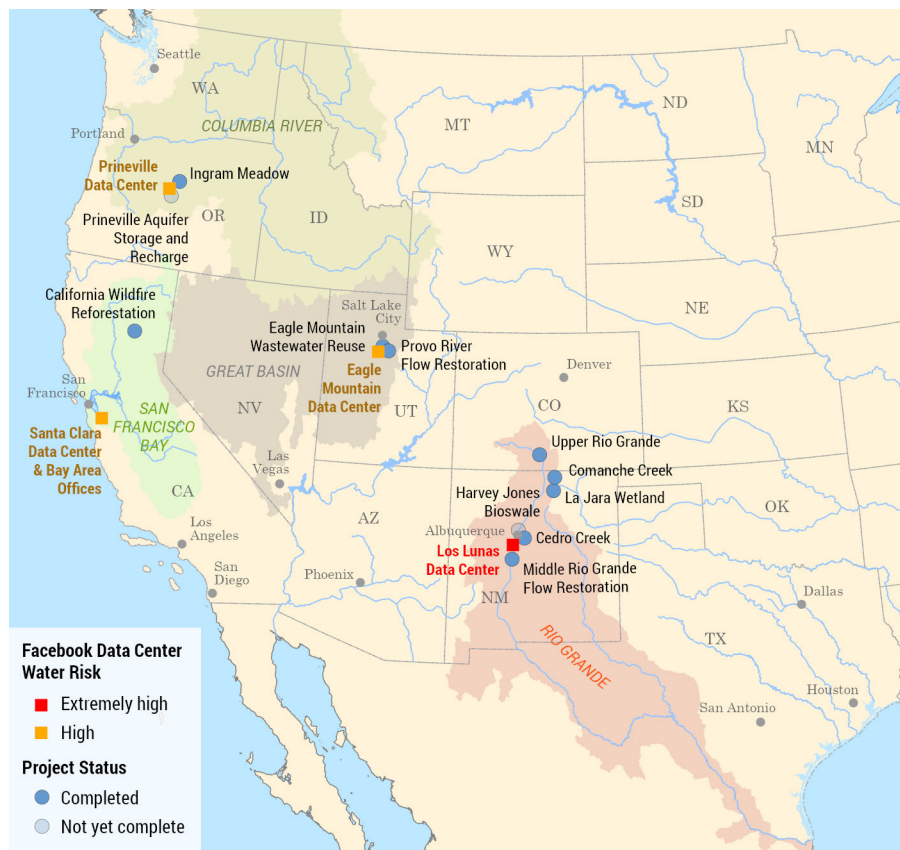 Seattle
WA
COLUMBIA RIVER
Portland
MT
ND
MN
Prineville
Data Center
Ingram Meadow
OR
ID
SD
Prineville Aquifer
Storage and
Recharge
WY
NE
California Wildfire
Reforestation
Salt Lake
City
Eagle Mountain
Wastewater Reuse
Provo River
Flow Restoration
GREAT BASIN
Eagle
Mountain
Data Center
UT
NV
Denver
CO
KS
San
Francisco
SAN
FRANCISCO
BAY
Santa Clara
Data Center
& Bay Area
Offices
CA
Las
Vegas
Upper Rio Grande
Comanche Creek
La Jara Wetland
Harvey Jones
Bioswale
OK
AZ
Albuquerque
Cedro Creek
Los Lunas
Data Center
Middle Rio Grande
Flow Restoration
NM
Los
Angeles
San
Diego
Phoenix
Dallas
TX
RIO GRANDE
Houston
San Antonio
Facebook Data Center
Water Risk
Extremely high
High
Project Status
Completed
Not yet complete